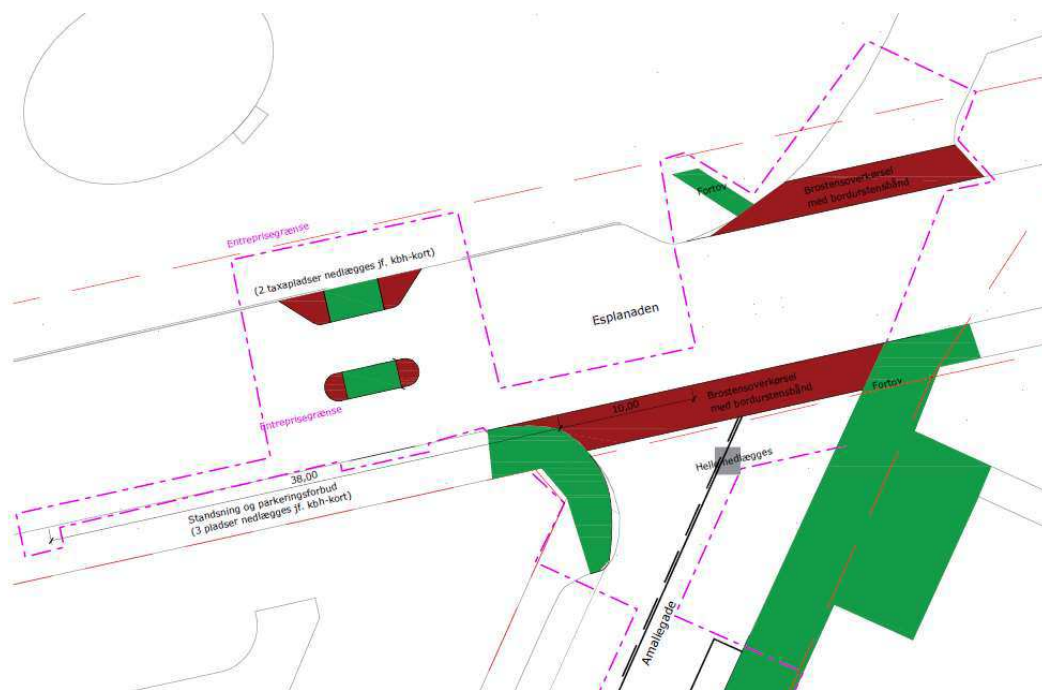 Fortov
Brostensoverkørsel
med bordurstensbånd
Entreprisegrænse
(2 taxapladser nedlægges jf. kbh-kort)
Esplanaden
Brostensoverkørsel
med bordurstensbånd
Fortov
10,00
Entreprisegrænse
Helle nedlægges
38,00
Standsning og parkeringsforbud
(3 pladser nedlægges jf. kbh-kort)
Amaliegade